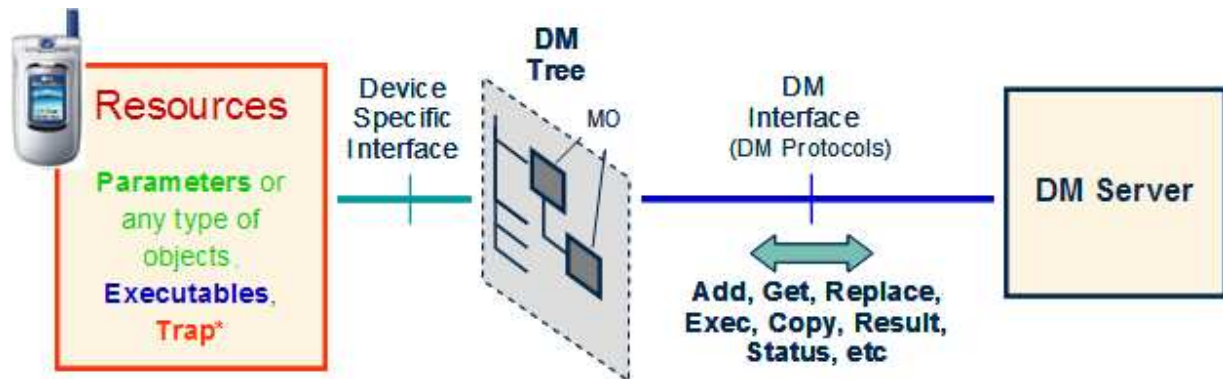 Resources
Parameters or
any type of
objects,
Executables,
Trap*
Device
Specific
Interface
DM
Tree
MO
DM
Interface
(DM Protocols)
Add, Get, Replace,
Exec, Copy, Result,
Status, etc
DM Server